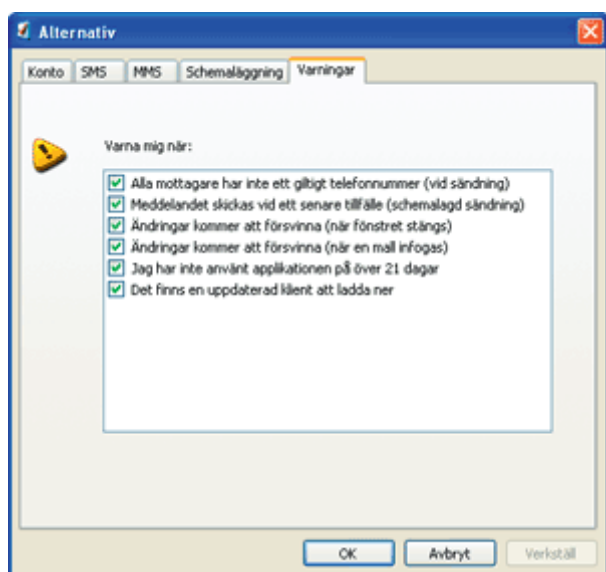 Alternativ
Konto SMS MMS Schemaläggning Varningar
Varna mig när:
Alla mottagare har inte ett giltigt telefonnummer (vid sändning)
Meddelandet skickas vid ett senare tillfälle (schemalagd sändning)
Ändringar kommer att försvinna (när fönstret stängs)
Ändringar kommer att försvinna (när en mall infogas)
Jag har inte använt applikationen på över 21 dagar
Det finns en uppdaterad klient att ladda ner
OK Avbryt Verkställ